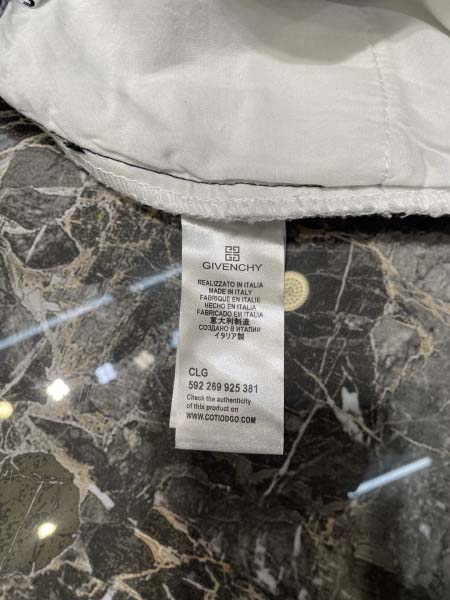 GIVENCHY
REALIZZATO IN ITALIA
MADE IN ITALY
FABRIQUE EN ITALIE
HECHO EN ITALIA
FABRICADO EM ITALIA
意大利制造
СОЗДАНО В ИТАЛИИ
イタリア製
CLG
592 269 925 381
Check the authenticity
of this product on
WWW.COTIODGO.COM